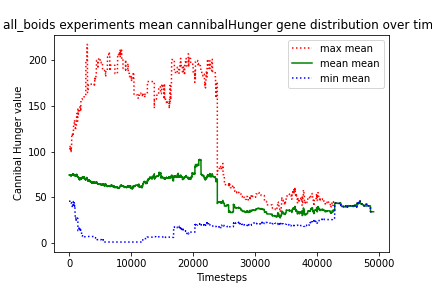 all_boids experiments mean cannibalHunger gene distribution over tim
max mean
mean mean
min mean
Cannibal Hunger value
200
150
100
50
0
0 10000 20000 30000 40000 50000
Timesteps